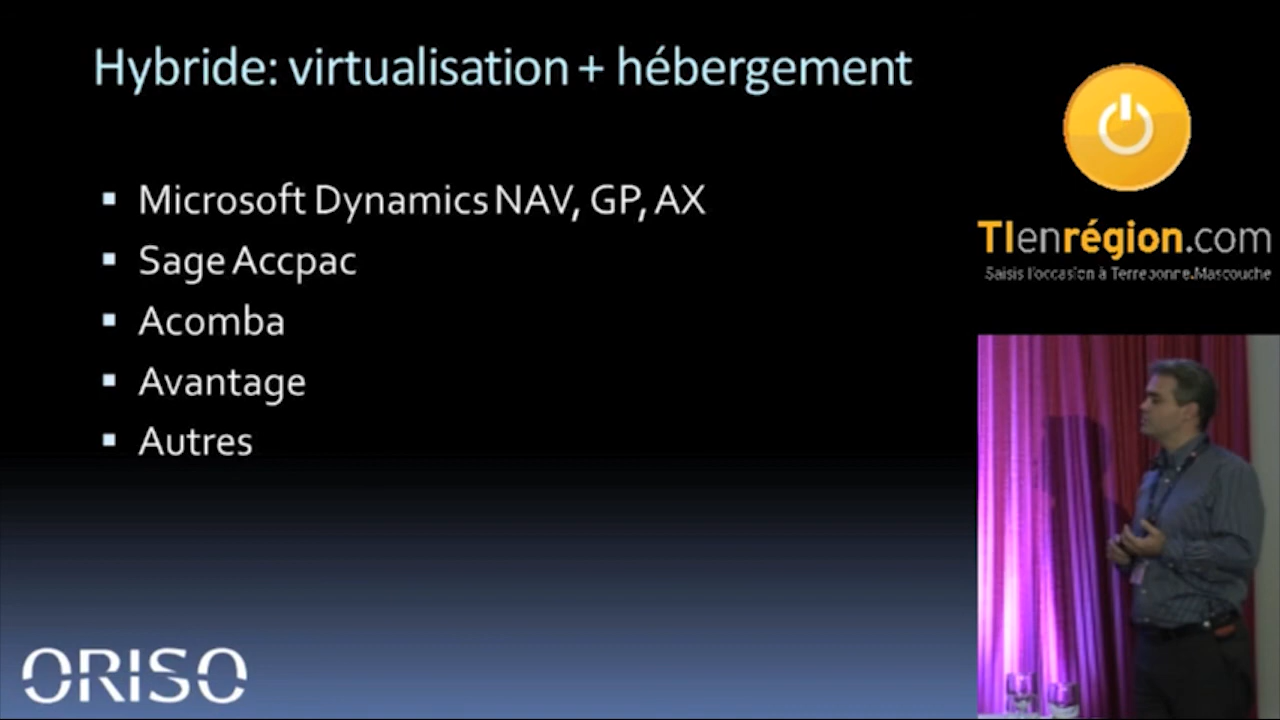 Hybride: virtualisation + hébergement
Microsoft Dynamics NAV, GP, AX
Sage Accpac
Acomba
Avantage
Autres
ORISO
TIenrégion.com
Saisis l'occasion à Terrebonne.Mascouche